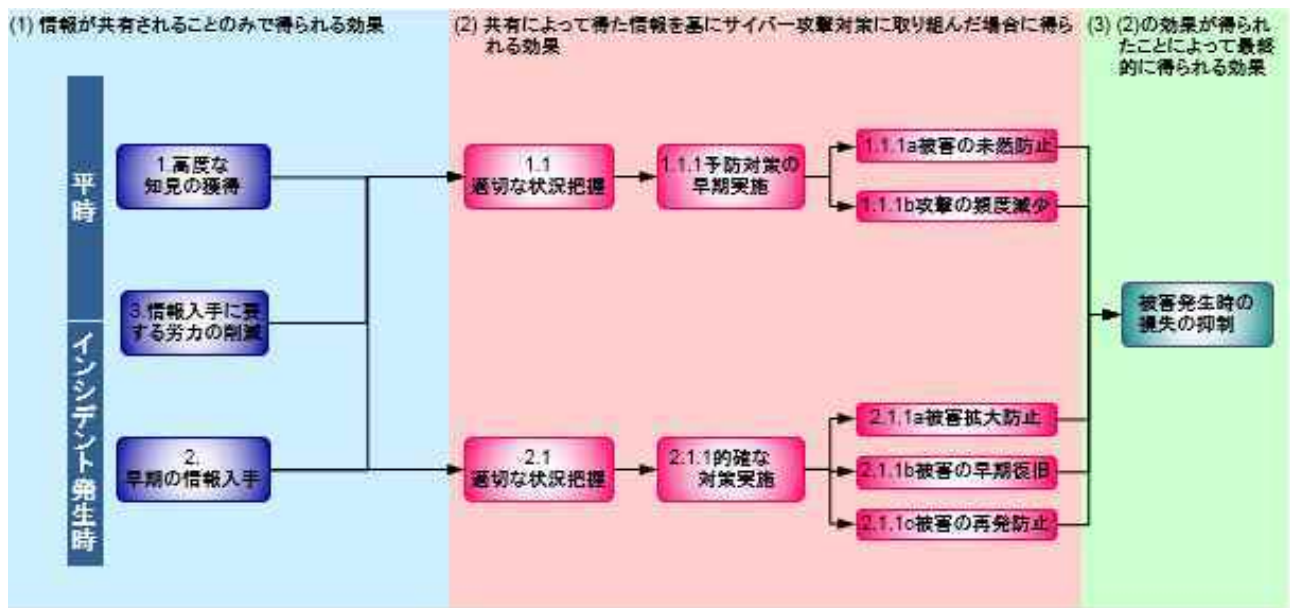 (1) 情報が共有されることのみで得られる効果
(2) 共有によって得た情報を基にサイバー攻撃対策に取り組んだ場合に得ら
れる効果
(3) (2)の効果が得られ
たことによって最終
的に得られる効果
平時
インシデント発生時
1.高度な
知見の獲得
3.情報入手に要
する労力の削減
2.
早期の情報入手
1.1
適切な状況把握
1.1.1予防対策の
早期実施
1.1.1a被害の未然防止
1.1.1b攻撃の頻度減少
2.1
適切な状況把握
2.1.1的確な
対策実施
2.1.1a被害拡大防止
2.1.1b被害の早期復旧
2.1.1c被害の再発防止
被害発生時の
損失の抑制